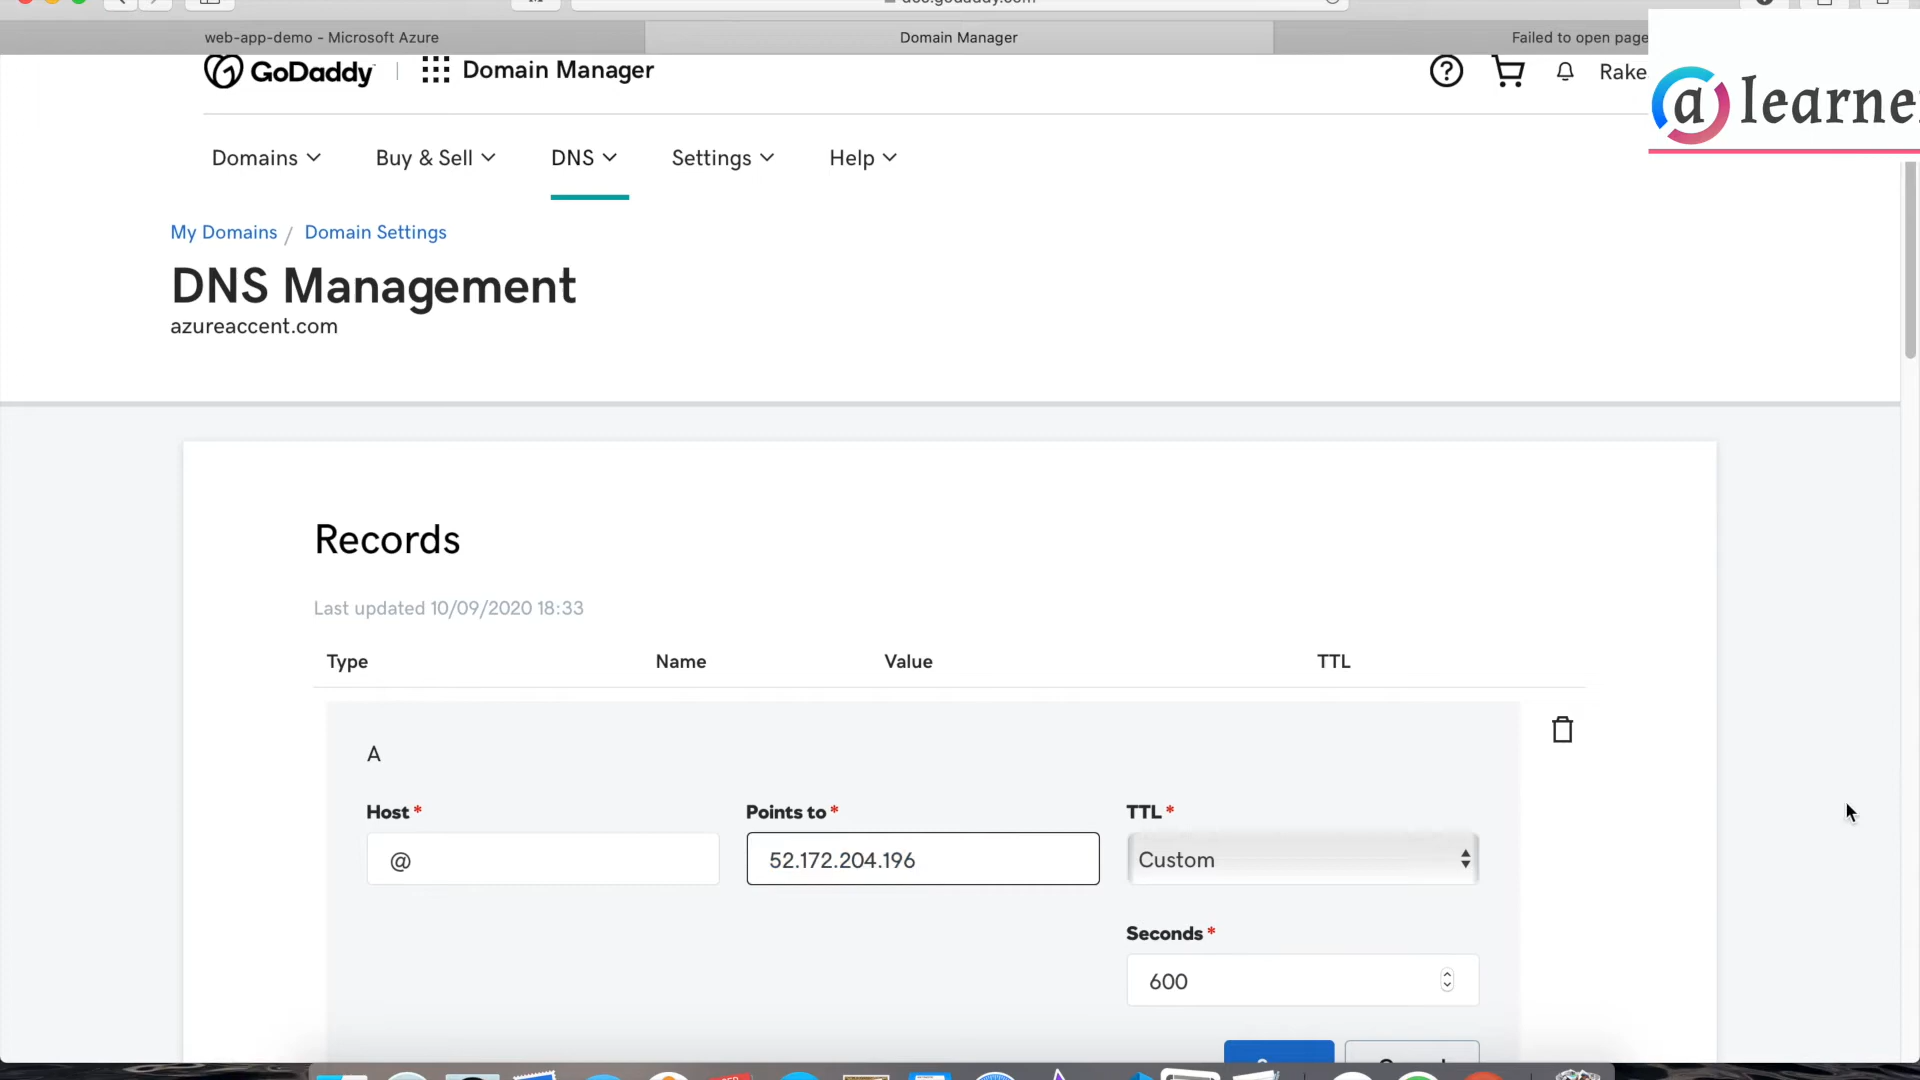 web-app-demo - Microsoft Azure
Domain Manager
Failed to open page
GoDaddy
Domain Manager
Rake
a learne
Domains
Buy & Sell
DNS
Settings
Help
My Domains / Domain Settings
DNS Management
azureaccent.com
Records
Last updated 10/09/2020 18:33
Type Name Value TTL
A
Host * Points to * TTL *
@ 52.172.204.196 Custom
Seconds *
600